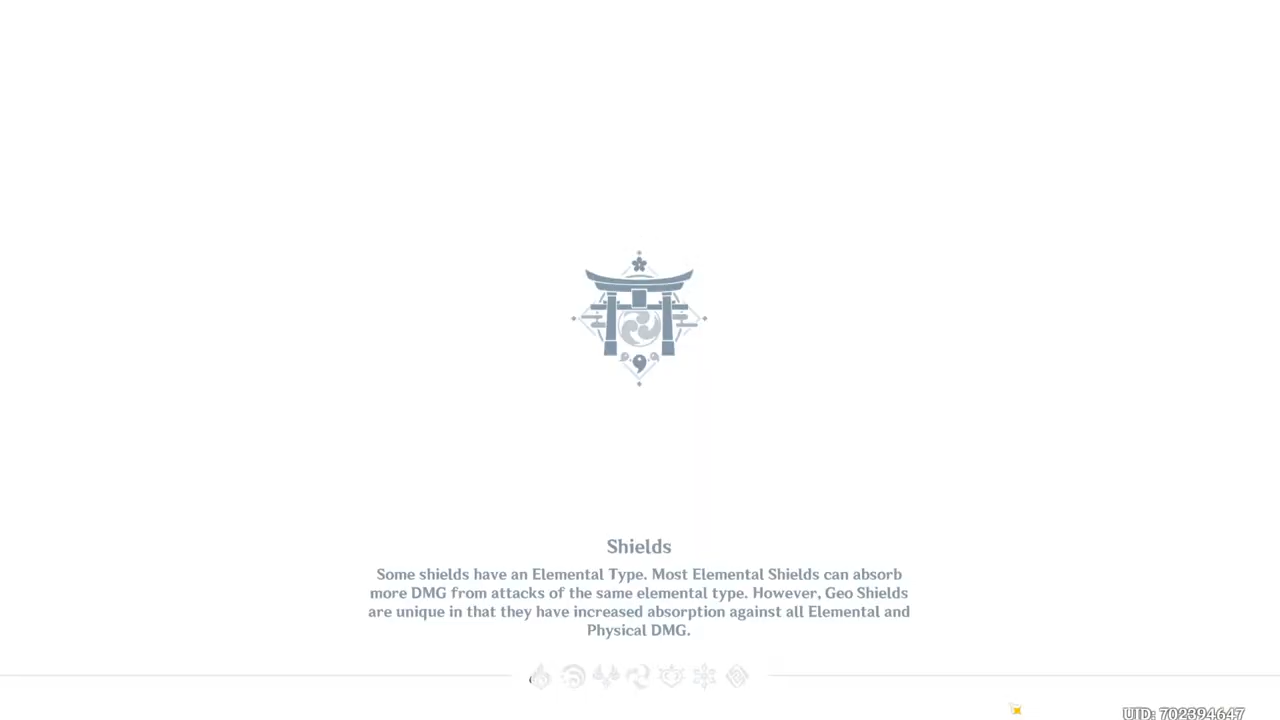 Shields
Some shields have an Elemental Type. Most Elemental Shields can absorb
more DMG from attacks of the same elemental type. However, Geo Shields
are unique in that they have increased absorption against all Elemental and
Physical DMG.
UID: 702394647